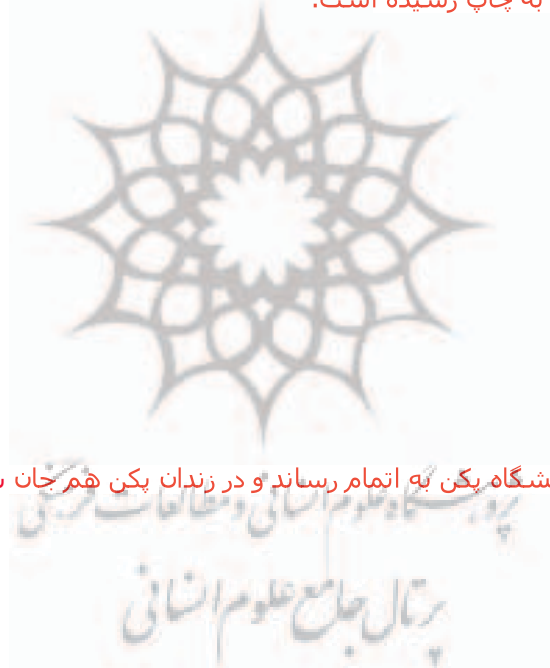 به چاپ رسیده است.
شگاه پکن به اتمام رساند و در زندان پکن هم جان
پژوهشگاه علوم انسانی و مطالعات فرهنگی
پرتال جامع علوم انسانی